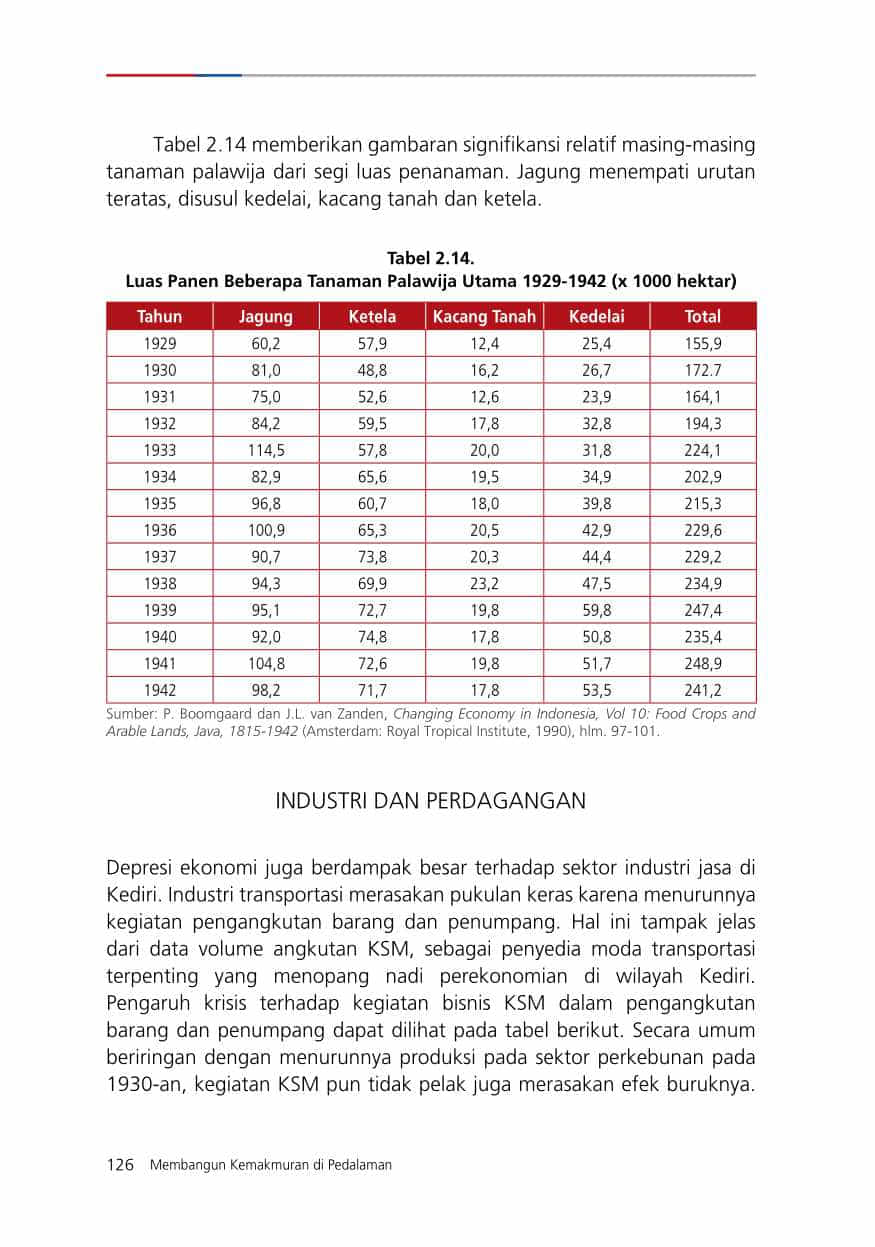 Tabel 2.14 memberikan gambaran signifikansi relatif masing-masing
tanaman palawija dari segi luas penanaman. Jagung menempati urutan
teratas, disusul kedelai, kacang tanah dan ketela.
Tabel 2.14.
Luas Panen Beberapa Tanaman Palawija Utama 1929-1942 (x 1000 hektar)
Tahun Jagung Ketela Kacang Tanah Kedelai Total
1929 60,2 57,9 12,4 25,4 155,9
1930 81,0 48,8 16,2 26,7 172.7
1931 75,0 52,6 12,6 23,9 164,1
1932 84,2 59,5 17,8 32,8 194,3
1933 114,5 57,8 20,0 31,8 224,1
1934 82,9 65,6 19,5 34,9 202,9
1935 96,8 60,7 18,0 39,8 215,3
1936 100,9 65,3 20,5 42,9 229,6
1937 90,7 73,8 20,3 44,4 229,2
1938 94,3 69,9 23,2 47,5 234,9
1939 95,1 72,7 19,8 59,8 247,4
1940 92,0 74,8 17,8 50,8 235,4
1941 104,8 72,6 19,8 51,7 248,9
1942 98,2 71,7 17,8 53,5 241,2
Sumber: P. Boomgaard dan J.L. van Zanden, Changing Economy in Indonesia, Vol 10: Food Crops and
Arable Lands, Java, 1815-1942 (Amsterdam: Royal Tropical Institute, 1990), hlm. 97-101.
INDUSTRI DAN PERDAGANGAN
Depresi ekonomi juga berdampak besar terhadap sektor industri jasa di
Kediri. Industri transportasi merasakan pukulan keras karena menurunnya
kegiatan pengangkutan barang dan penumpang. Hal ini tampak jelas
dari data volume angkutan KSM, sebagai penyedia moda transportasi
terpenting yang menopang nadi perekonomian di wilayah Kediri.
Pengaruh krisis terhadap kegiatan bisnis KSM dalam pengangkutan
barang dan penumpang dapat dilihat pada tabel berikut. Secara umum
beriringan dengan menurunnya produksi pada sektor perkebunan pada
1930-an, kegiatan KSM pun tidak pelak juga merasakan efek buruknya.
126 Membangun Kemakmuran di Pedalaman